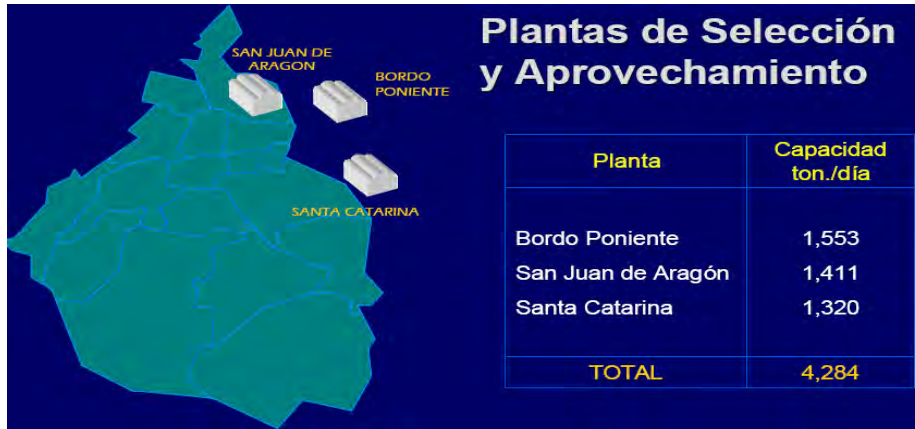 Plantas de Selección
y Aprovechamiento
SAN JUAN DE
ARAGON
BORDO
PONIENTE
SANTA CATARINA
Planta Capacidad
ton./día
Bordo Poniente 1,553
San Juan de Aragón 1,411
Santa Catarina 1,320
TOTAL 4,284